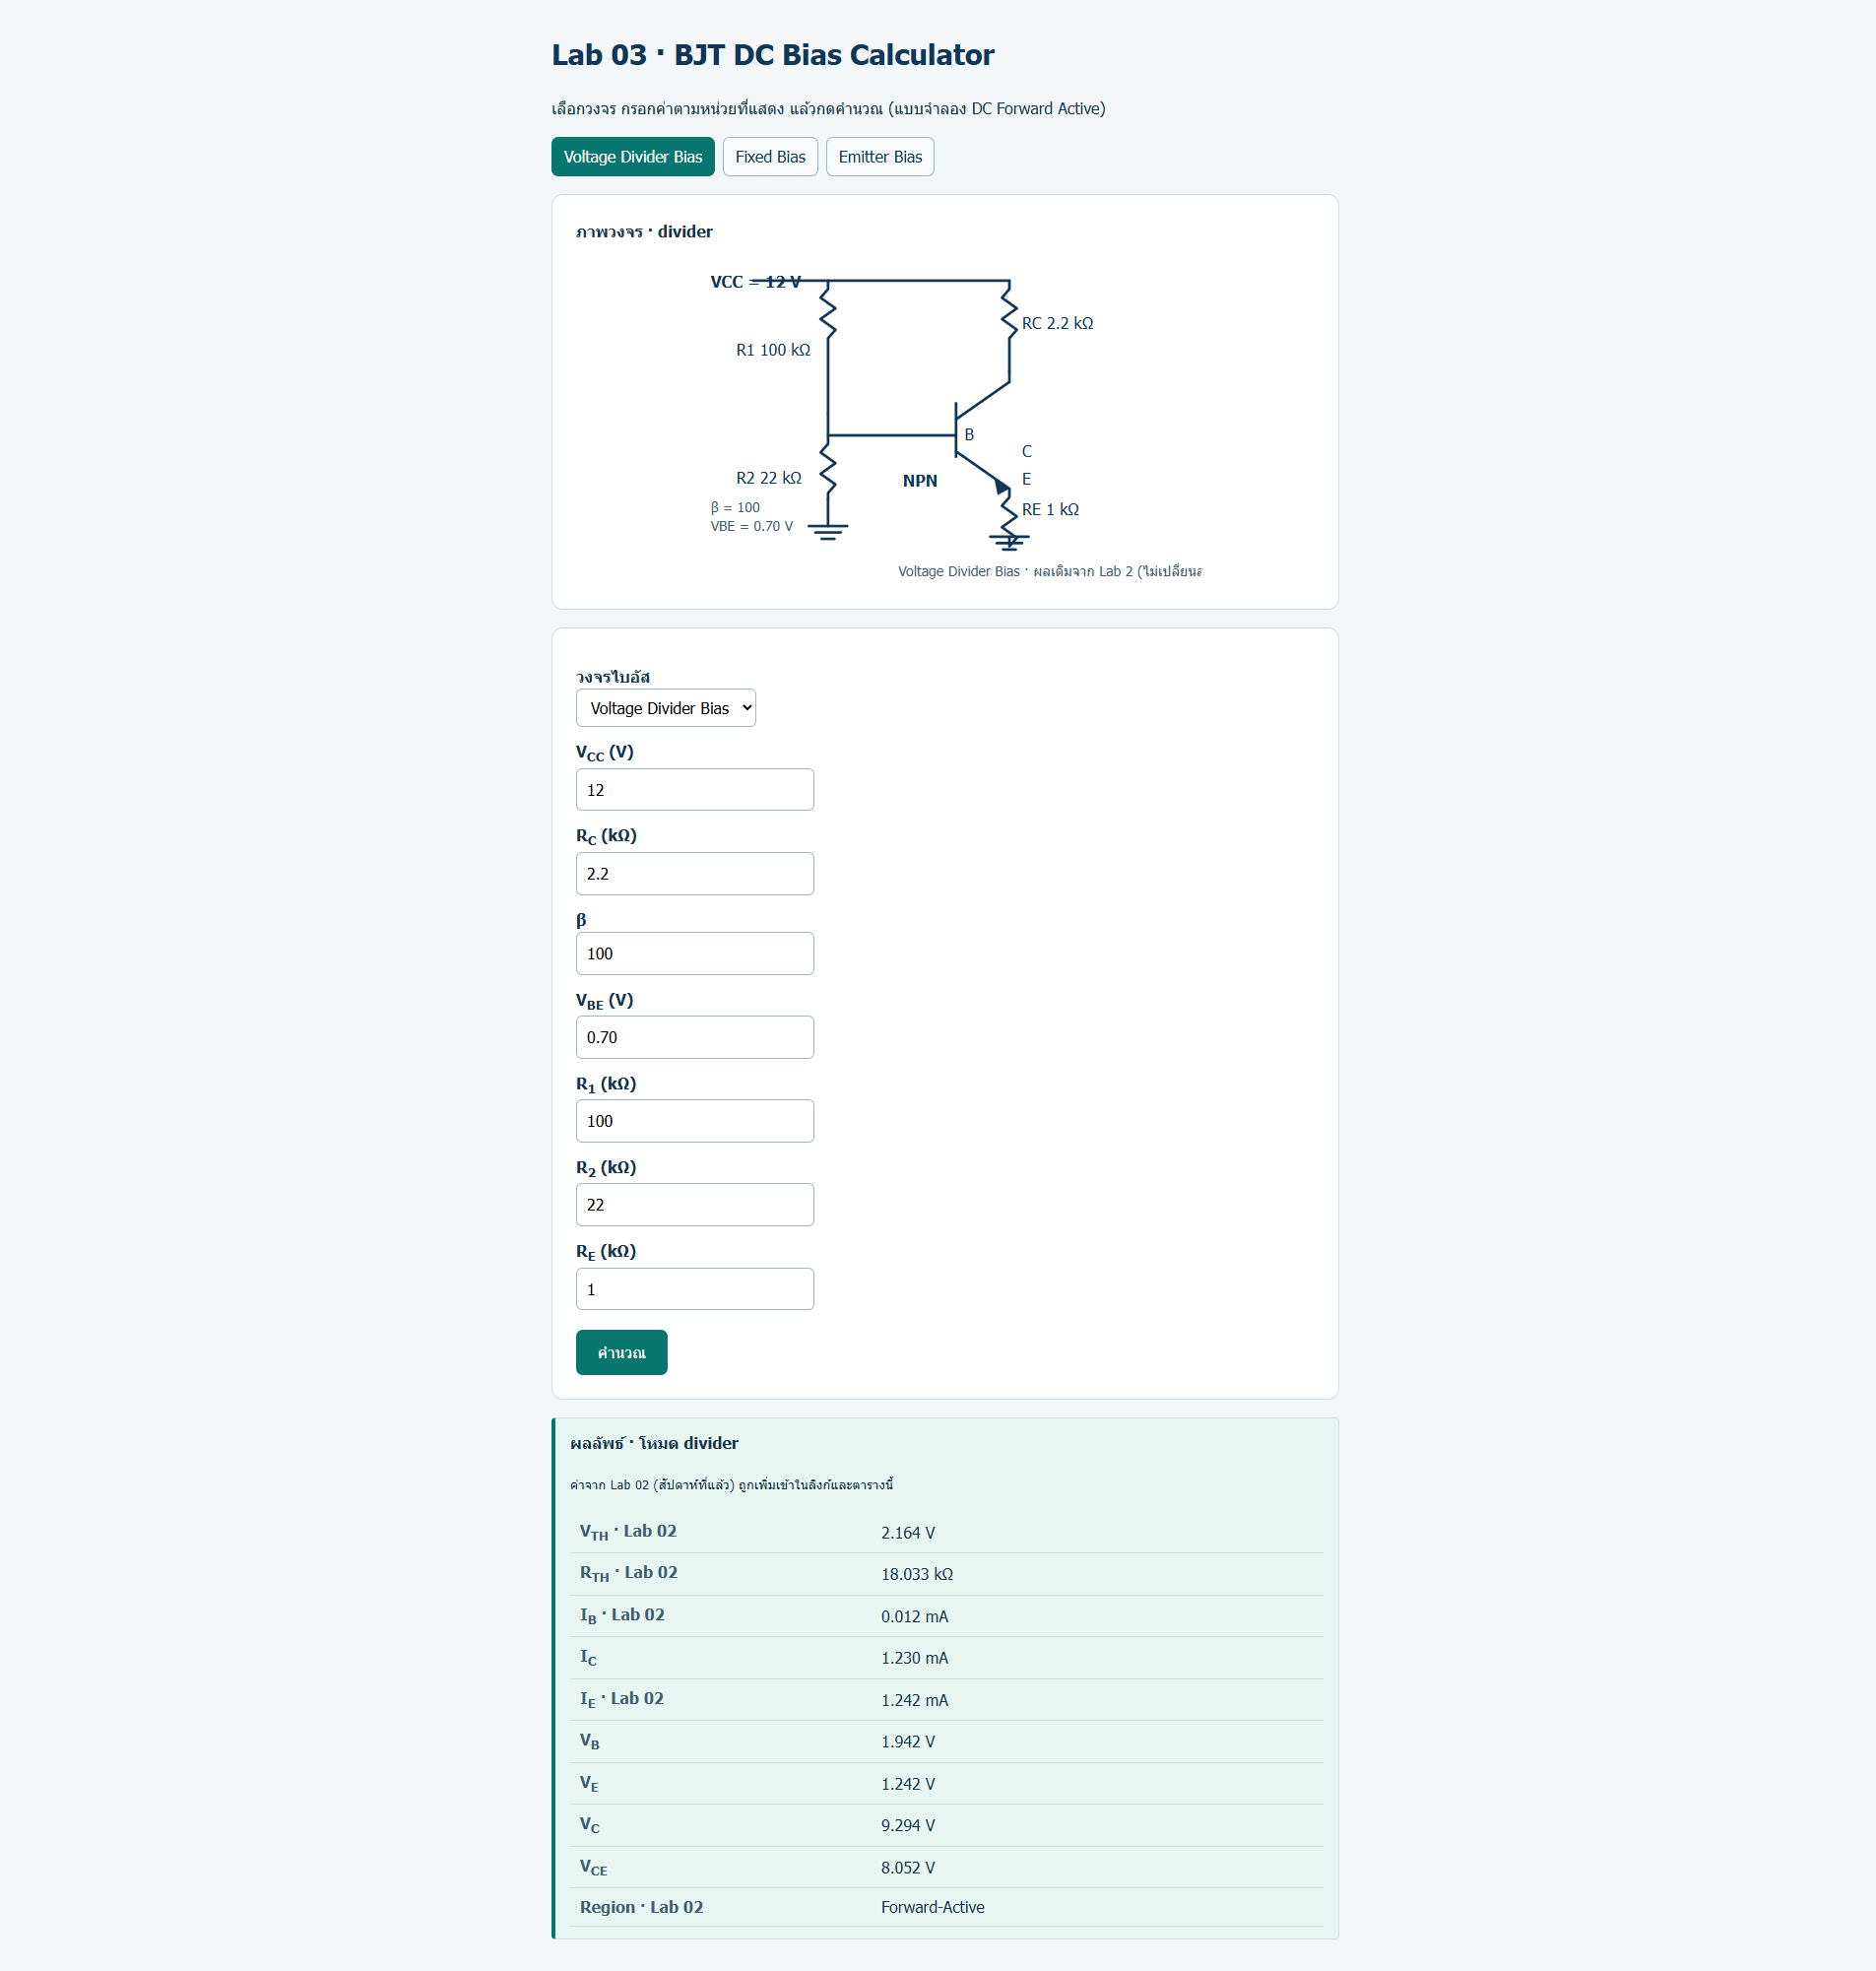 Lab 03 · BJT DC Bias Calculator
เลือกวงจร กรอกค่าตามหน่วยที่แสดง แล้วกดคำนวณ (แบบจำลอง DC Forward Active)
Voltage Divider Bias Fixed Bias Emitter Bias
ภาพวงจร · divider
VCC = 12 V
RC 2.2 kΩ
R1 100 kΩ
B
C
R2 22 kΩ
NPN
E
β = 100
RE 1 kΩ
VBE = 0.70 V
Voltage Divider Bias · ผลเดิมจาก Lab 2 (ไม่เปลี่ยน
วงจรไบอัส
Voltage Divider Bias
VCC (V)
12
RC (kΩ)
2.2
β
100
VBE (V)
0.70
R1 (kΩ)
100
R2 (kΩ)
22
RE (kΩ)
1
คำนวณ
ผลลัพธ์ · โหมด divider
ค่าจาก Lab 02 (สัปดาห์ที่แล้ว) ถูกเพิ่มเข้าในลิงก์และตารางนี้
VTH · Lab 02 2.164 V
RTH · Lab 02 18.033 kΩ
IB · Lab 02 0.012 mA
IC 1.230 mA
IE · Lab 02 1.242 mA
VB 1.942 V
VE 1.242 V
VC 9.294 V
VCE 8.052 V
Region · Lab 02 Forward-Active